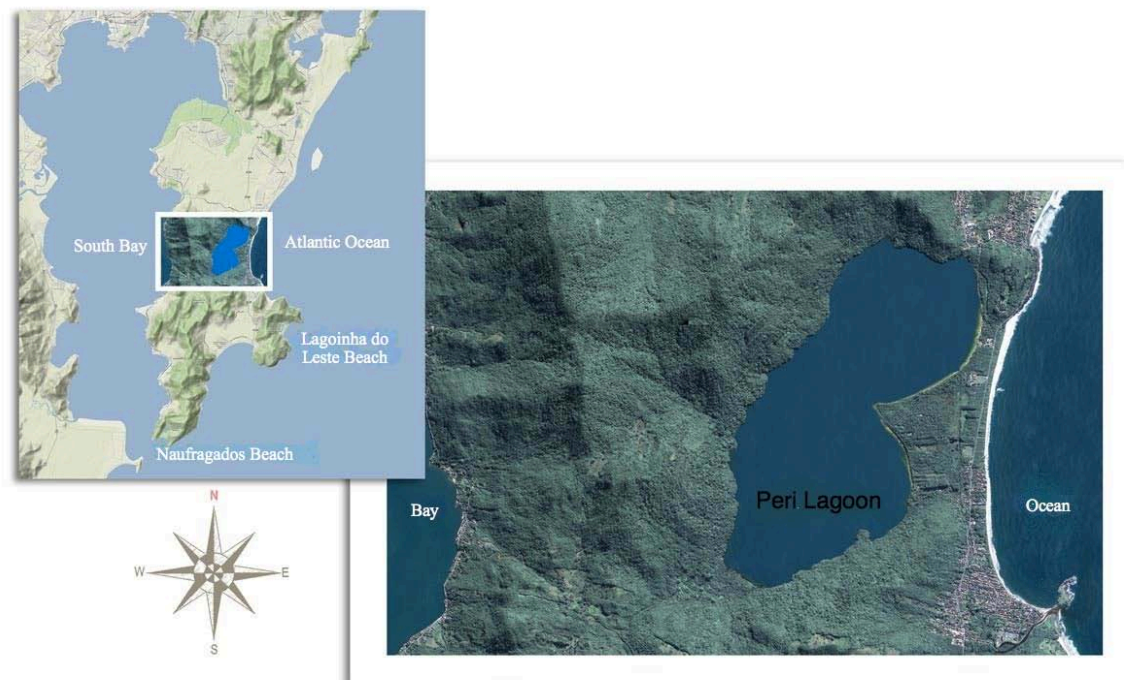 South Bay
Atlantic Ocean
Lagoinha do
Leste Beach
Naufragados Beach
N
W
E
S
Bay
Peri Lagoon
Ocean